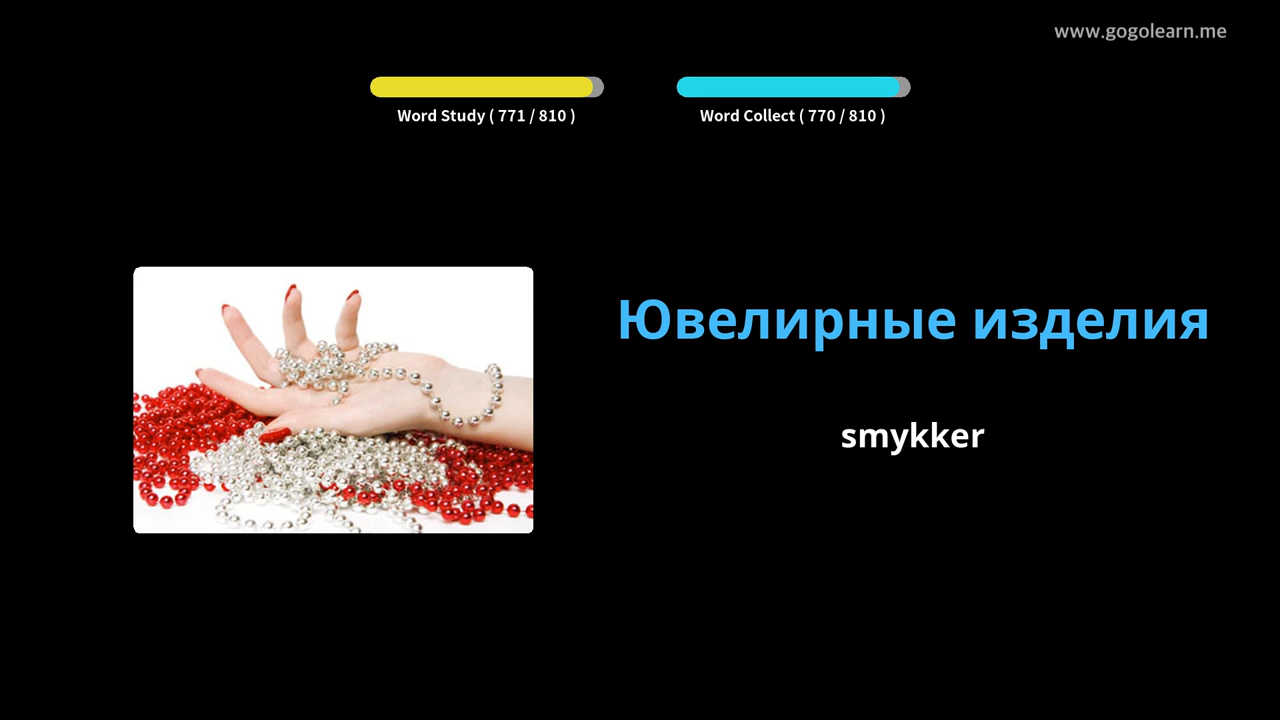 www.gogolearn.me
Word Study ( 771 / 810 )
Word Collect ( 770 / 810 )
Ювелирные изделия
smykker